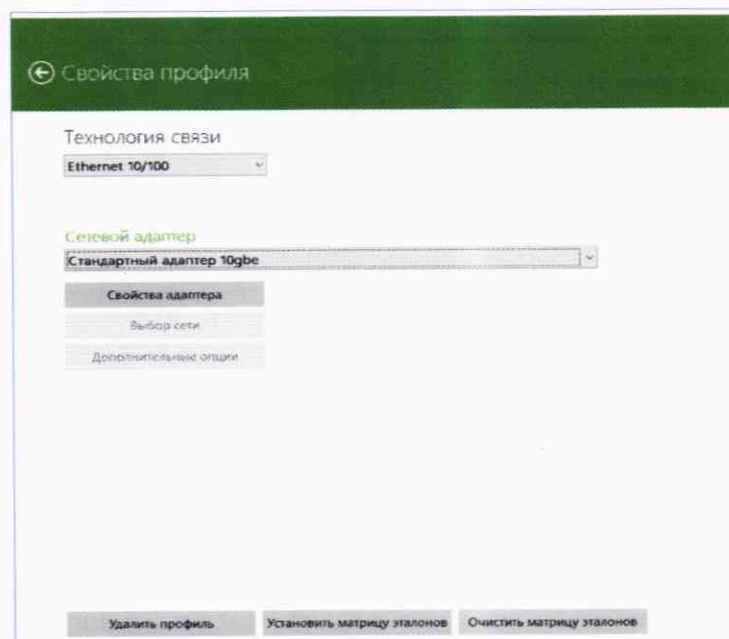 Свойства профиля
Технология связи
Ethernet 10/100
Сетевой адаптер
Стандартный адаптер 10gbe
Свойства адаптера
Выбор сети
Дополнительные опции
Удалить профиль Установить матрицу эталонов Очистить матрицу эталонов